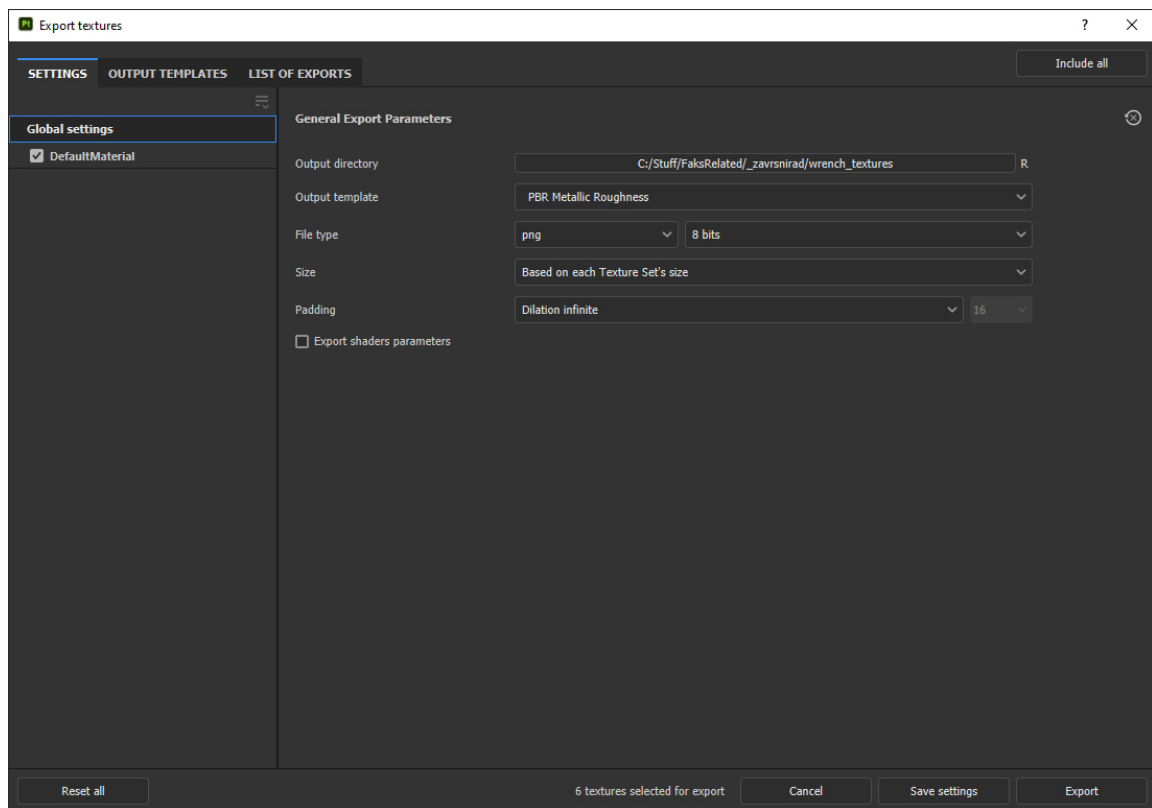 Pt Export textures ?
SETTINGS OUTPUT TEMPLATES LIST OF EXPORTS Include all
Global settings
DefaultMaterial
General Export Parameters
Output directory C:/Stuff/FaksRelated/_zavrsnirad/wrench_textures R
Output template PBR Metallic Roughness
File type png 8 bits
Size Based on each Texture Set's size
Padding Dilation infinite 16
Export shaders parameters
Reset all 6 textures selected for export Cancel Save settings Export